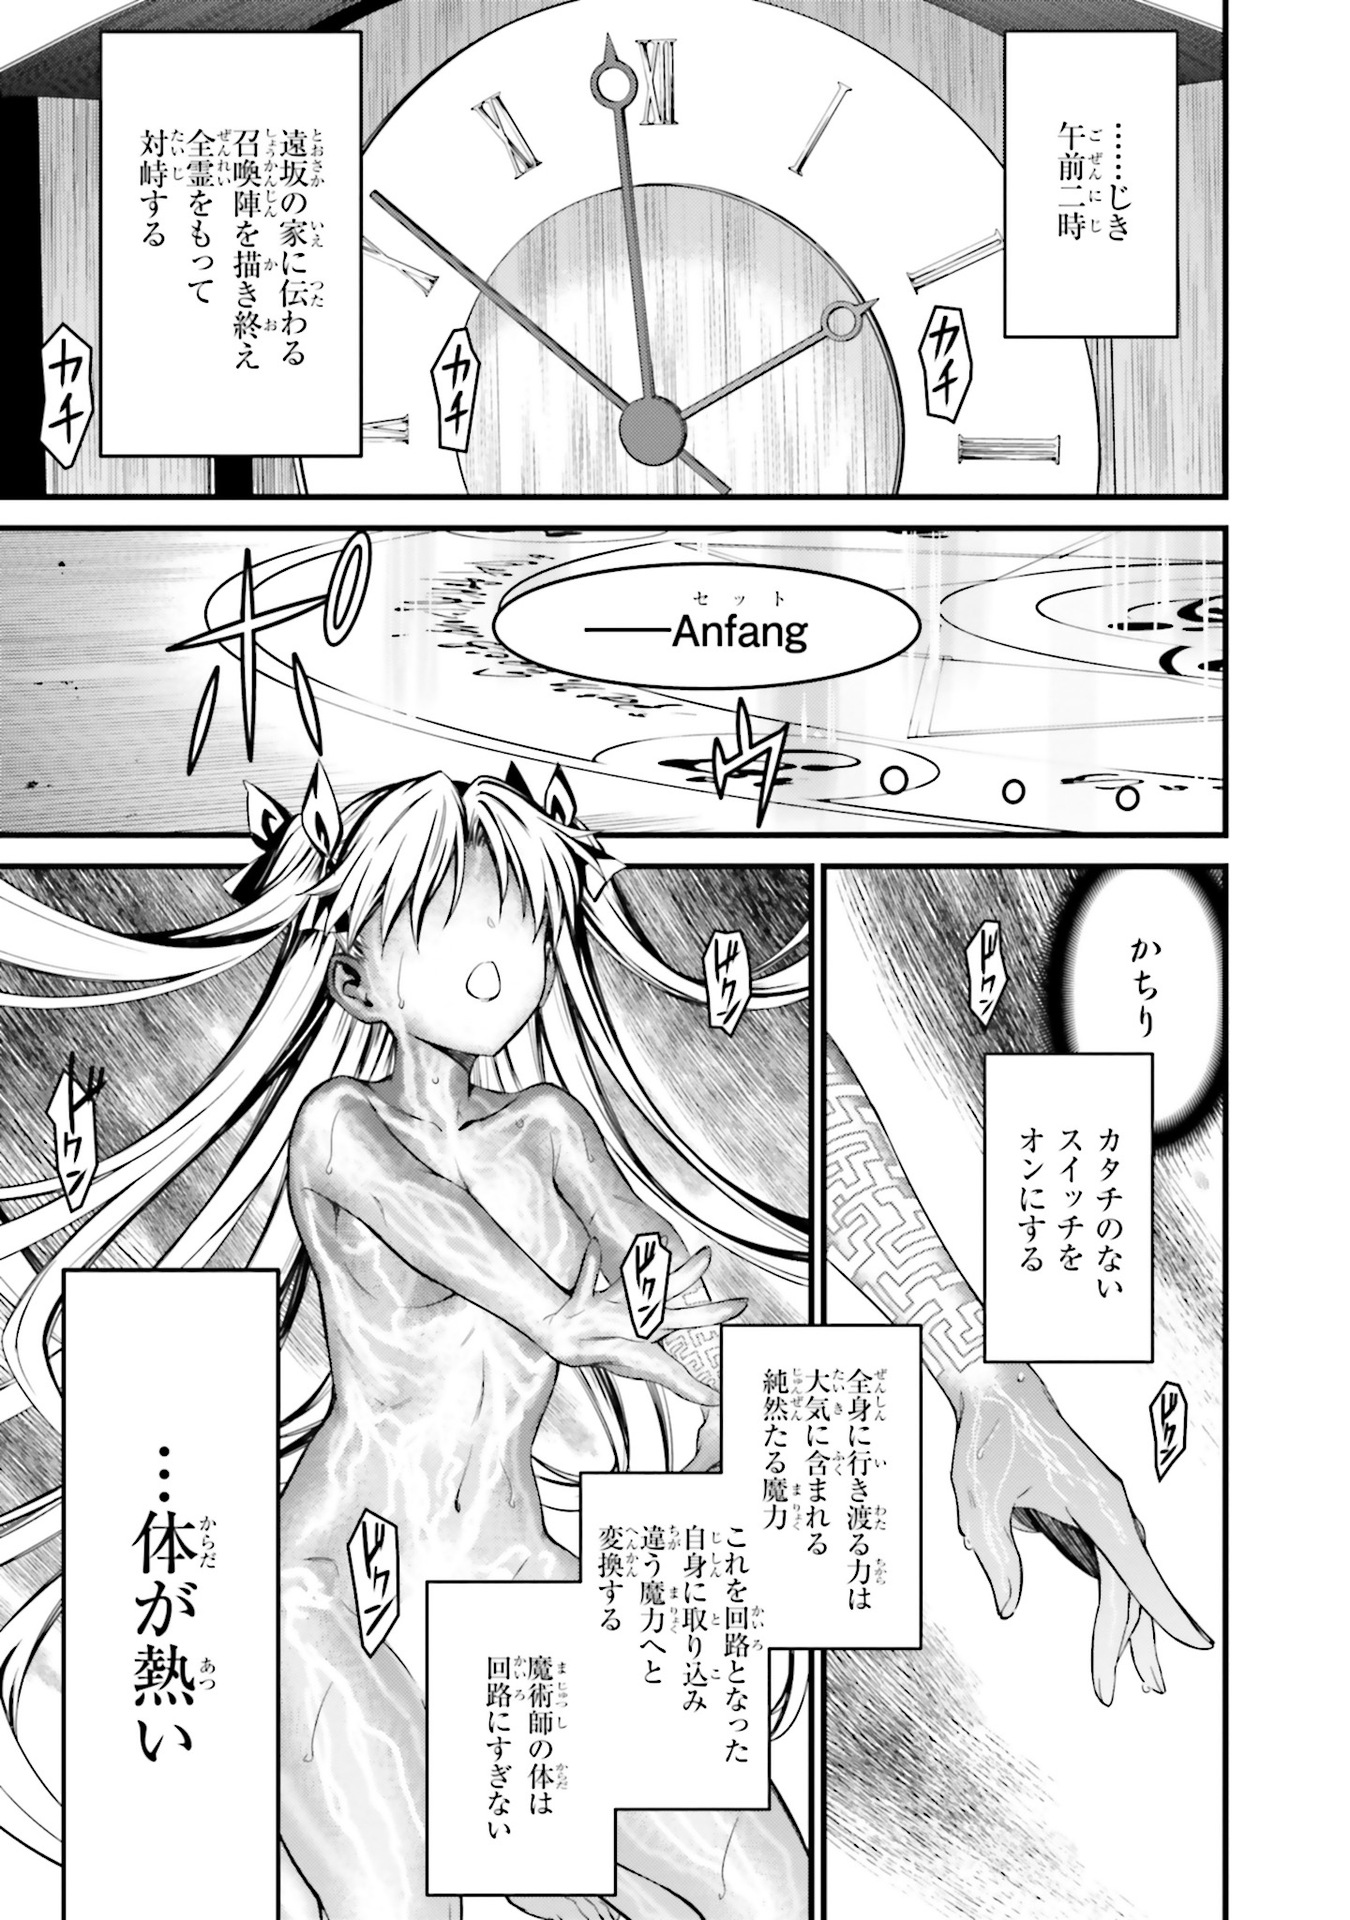 ……じき
午前二時
遠坂の家に伝わる
召喚陣を描き終え
全霊をもって
対峙する
カチ
カチ
カチ
セット
——Anfang
かちり
カタチのない
スイッチを
オンにする
ドクン
ドクン
ドクン
ドクン
ドクン
ドクン
全身に行き渡る力は
大気に含まれる
純然たる魔力
これを回路となった
自身に取り込み
違う魔力へと
変換する
魔術師の体は
回路にすぎない
…体が熱い